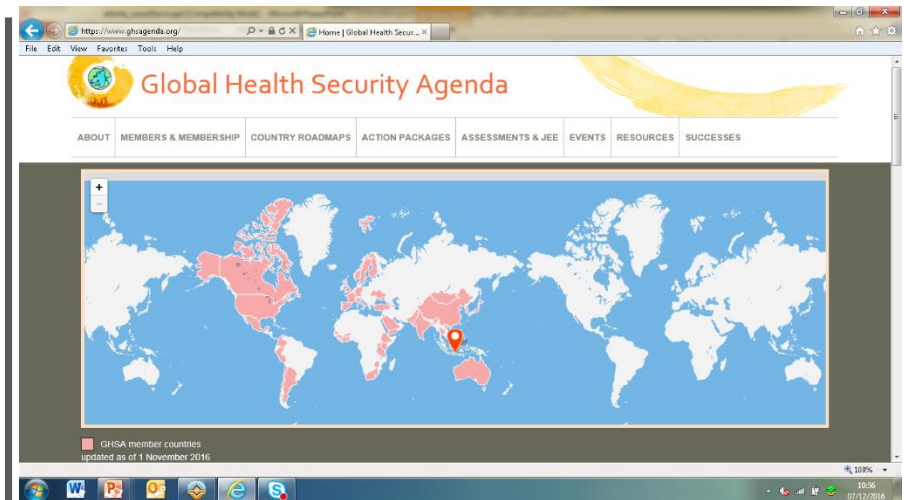 https://www.ghsagenda.org/
Home | Global Health Secur...
File Edit View Favorites Tools Help
Global Health Security Agenda
ABOUT MEMBERS & MEMBERSHIP COUNTRY ROADMAPS ACTION PACKAGES ASSESSMENTS & JEE EVENTS RESOURCES SUCCESSES
+
−
GHSA member countries
updated as of 1 November 2016
100%
10:56
07/12/2016